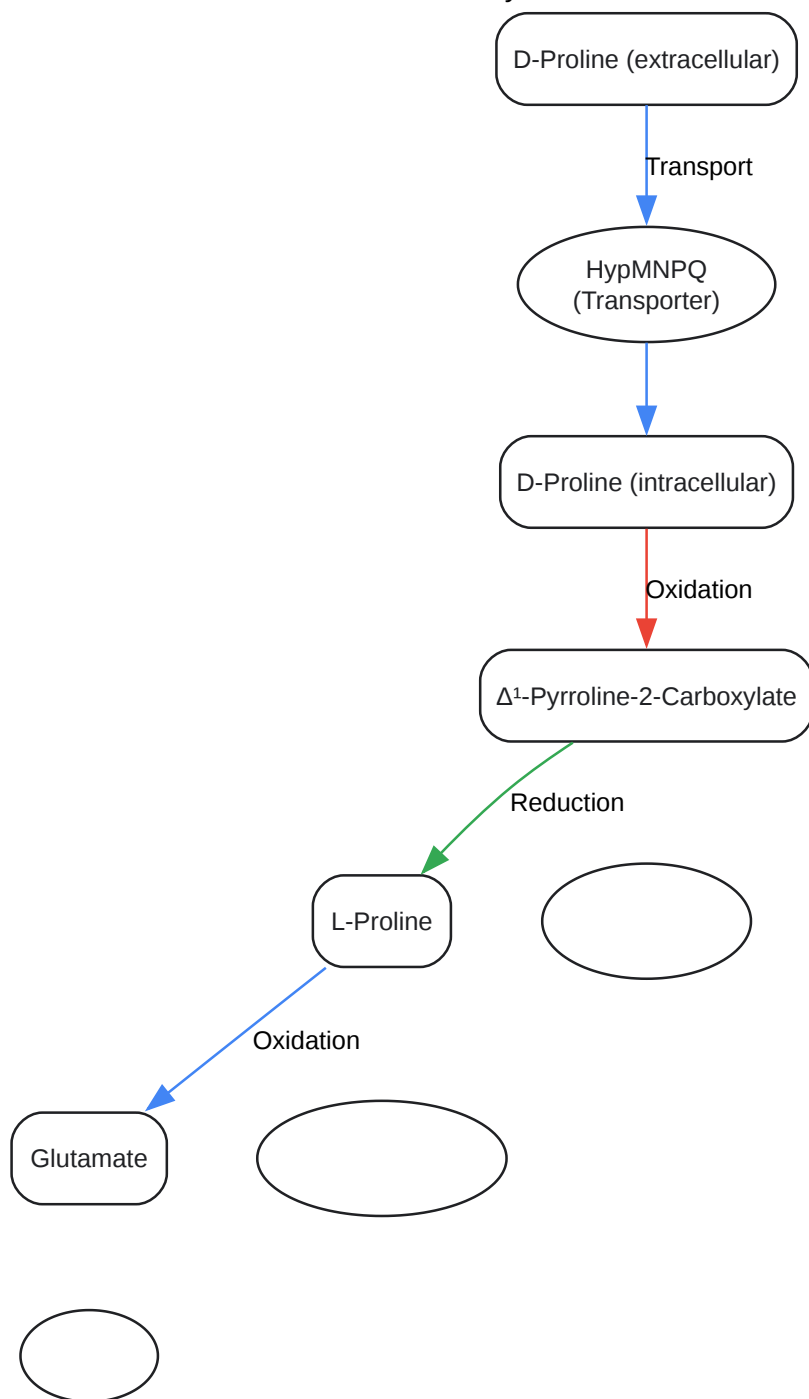 D-Proline (extracellular)
Transport
HypMNPQ
(Transporter)
D-Proline (intracellular)
Oxidation
Δ¹-Pyrroline-2-Carboxylate
Reduction
L-Proline
Oxidation
Glutamate